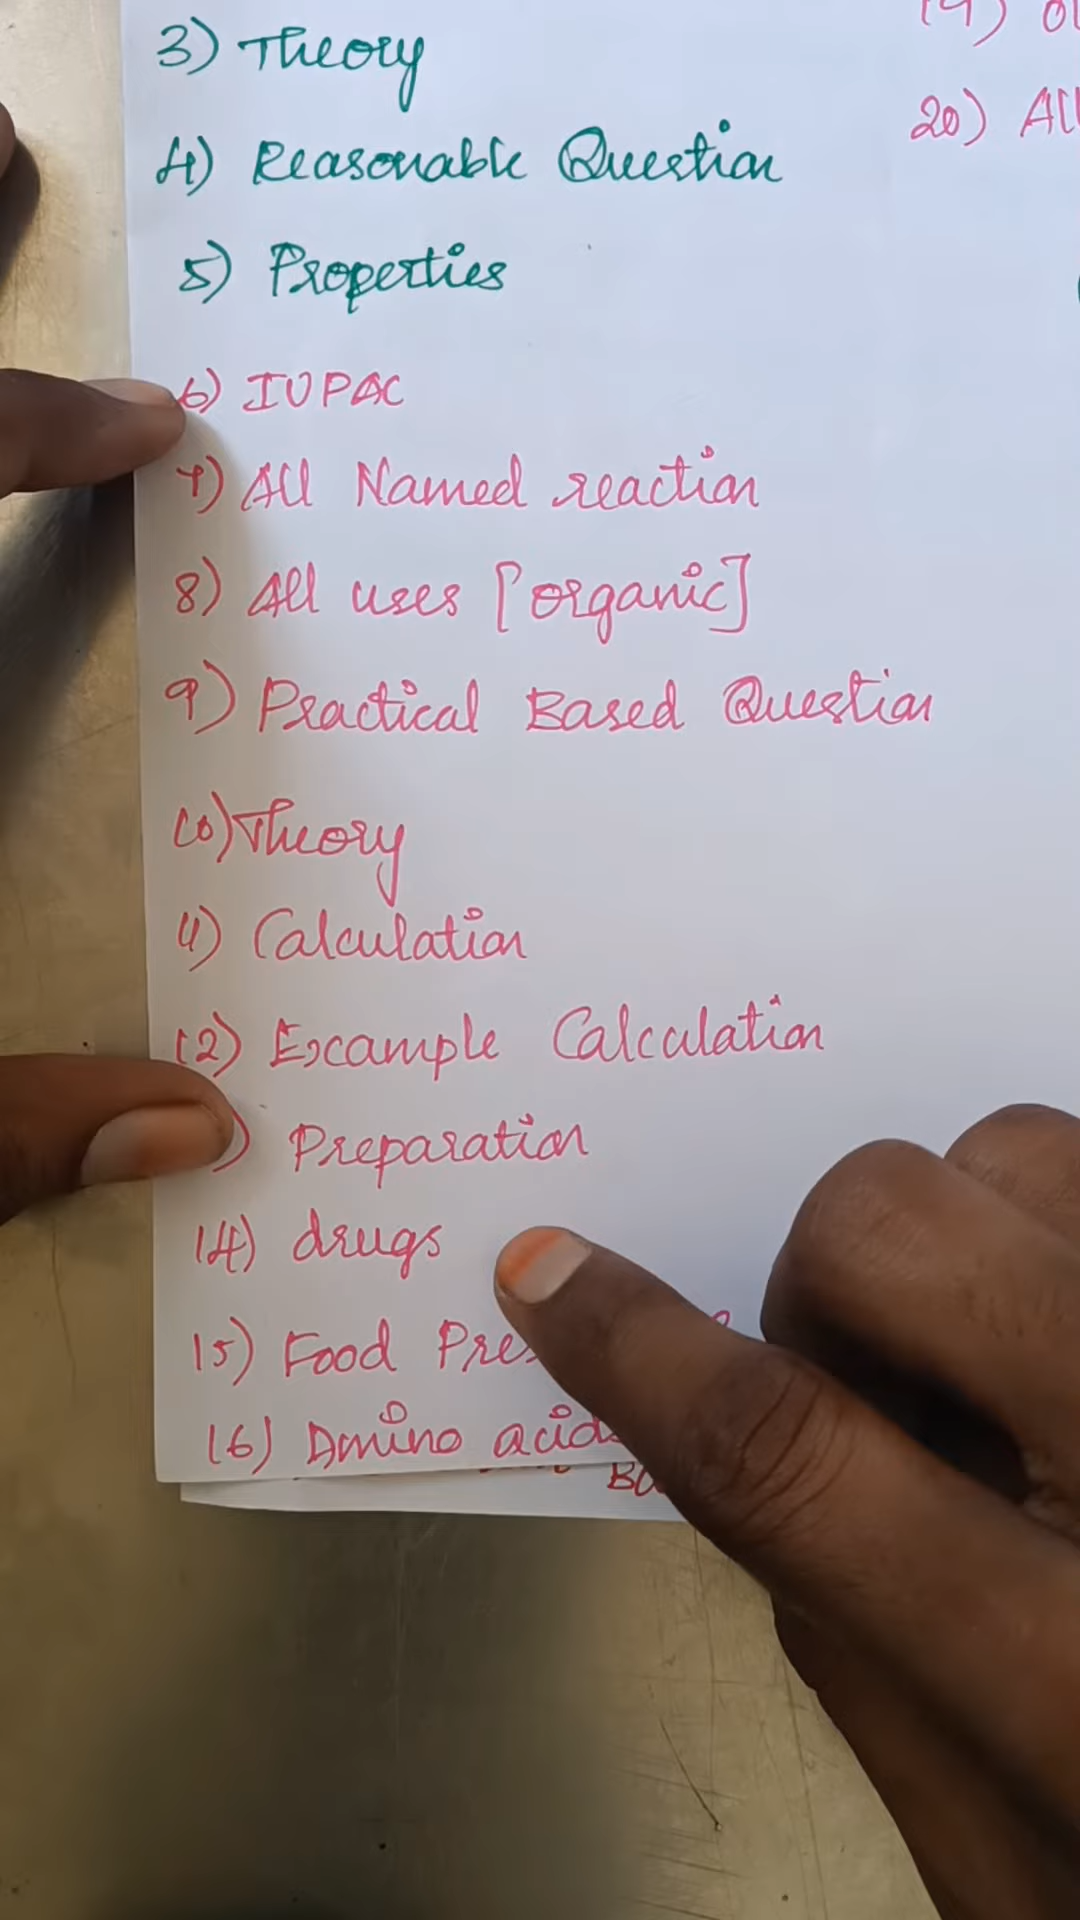 3) Theory
4) Reasonable Question
5) Properties
6) IUPAC
7) All Named reaction
8) All uses [organic]
9) Practical Based Question
10) Theory
11) Calculation
12) Example Calculation
) Preparation
14) drugs
15) Food
16) Amino acid
20) All